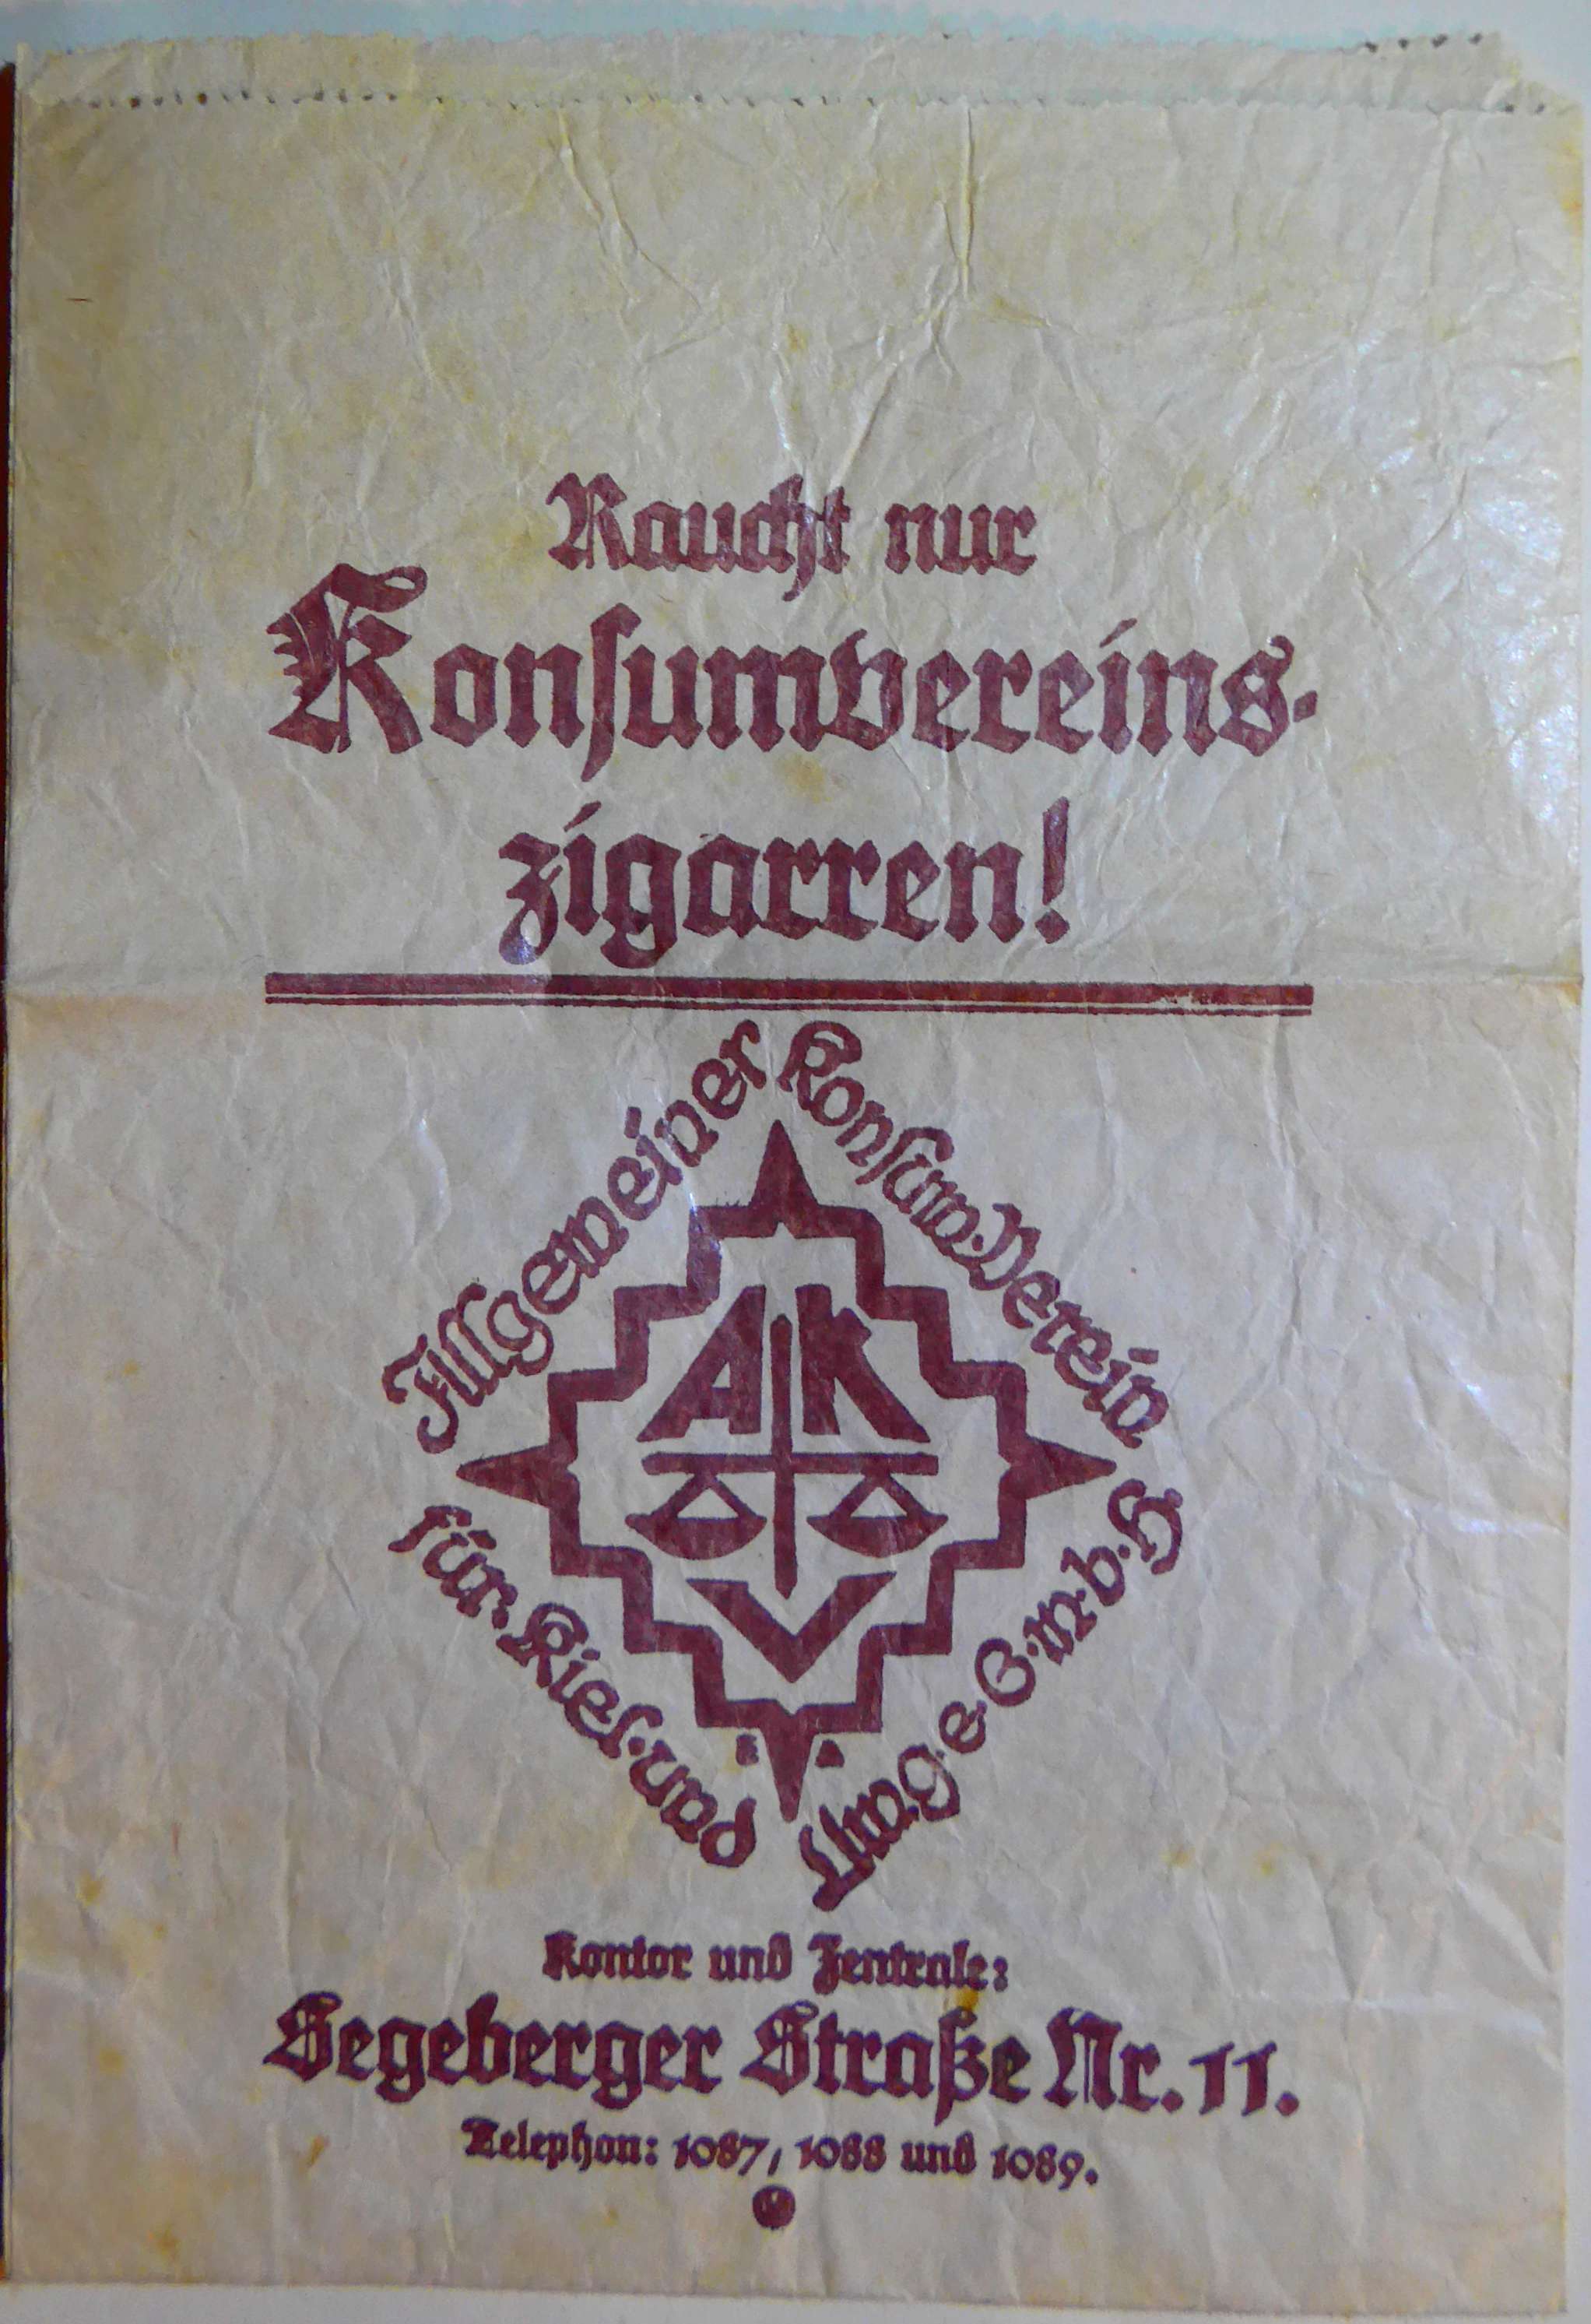 Raucht nur
Konsumvereins-
zigarren!
Allgemeiner
Konsum-Verein
AK
V
für Kiel und
Umgeg. e. G. m. b. H.
Kontor und Zentrale:
Segeberger Straße Nr. 11.
Telephon: 1087, 1088 und 1089.